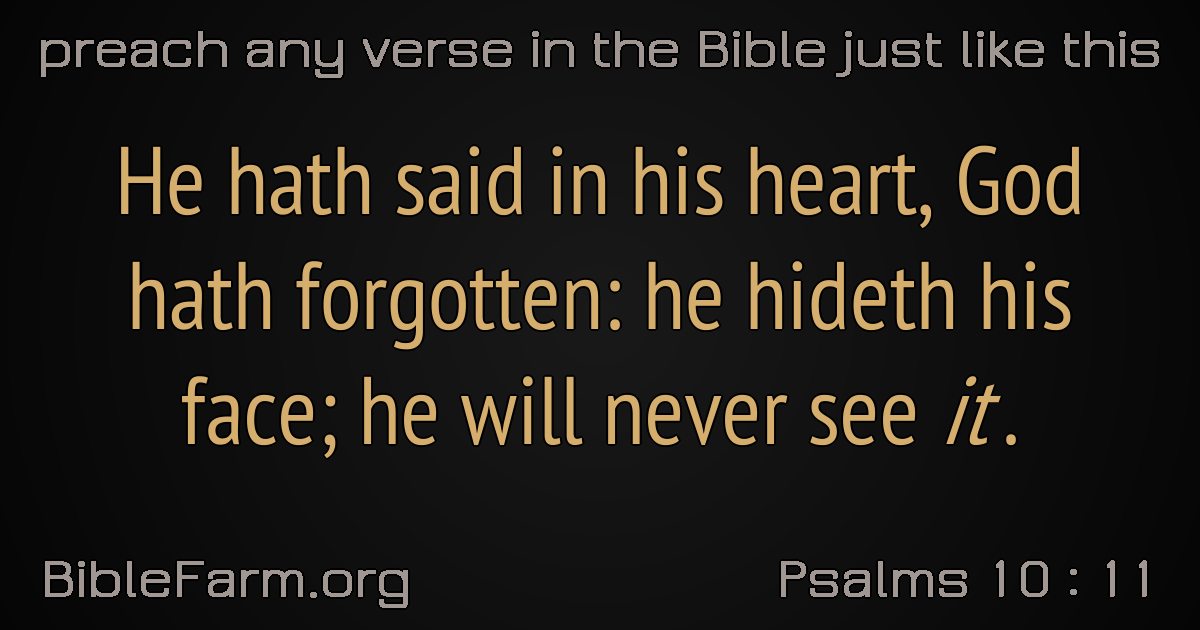 preach any verse in the Bible just like this
He hath said in his heart, God
hath forgotten: he hideth his
face; he will never see it.
BibleFarm.org
Psalms 10 : 11